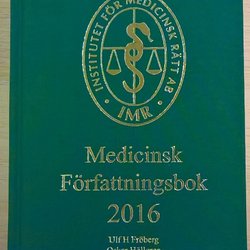 INSTITUTET FÖR MEDICINSK RÄTT AB
IMR
Medicinsk
Författningsbok
2016
Ulf H Fröberg